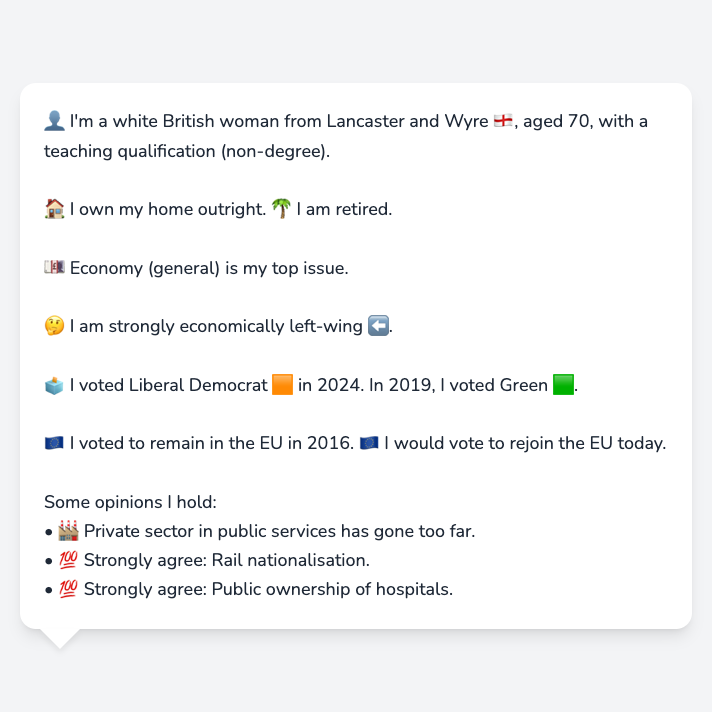 👤 I'm a white British woman from Lancaster and Wyre 🏴󠁧󠁢󠁥󠁮󠁧󠁿, aged 70, with a
teaching qualification (non-degree).
🏠 I own my home outright. 🌴 I am retired.
💷 Economy (general) is my top issue.
🤔 I am strongly economically left-wing ⬅️.
🗳️ I voted Liberal Democrat 🟧 in 2024. In 2019, I voted Green 🟩.
🇪🇺 I voted to remain in the EU in 2016. 🇪🇺 I would vote to rejoin the EU today.
Some opinions I hold:
• 🏭 Private sector in public services has gone too far.
• 💯 Strongly agree: Rail nationalisation.
• 💯 Strongly agree: Public ownership of hospitals.